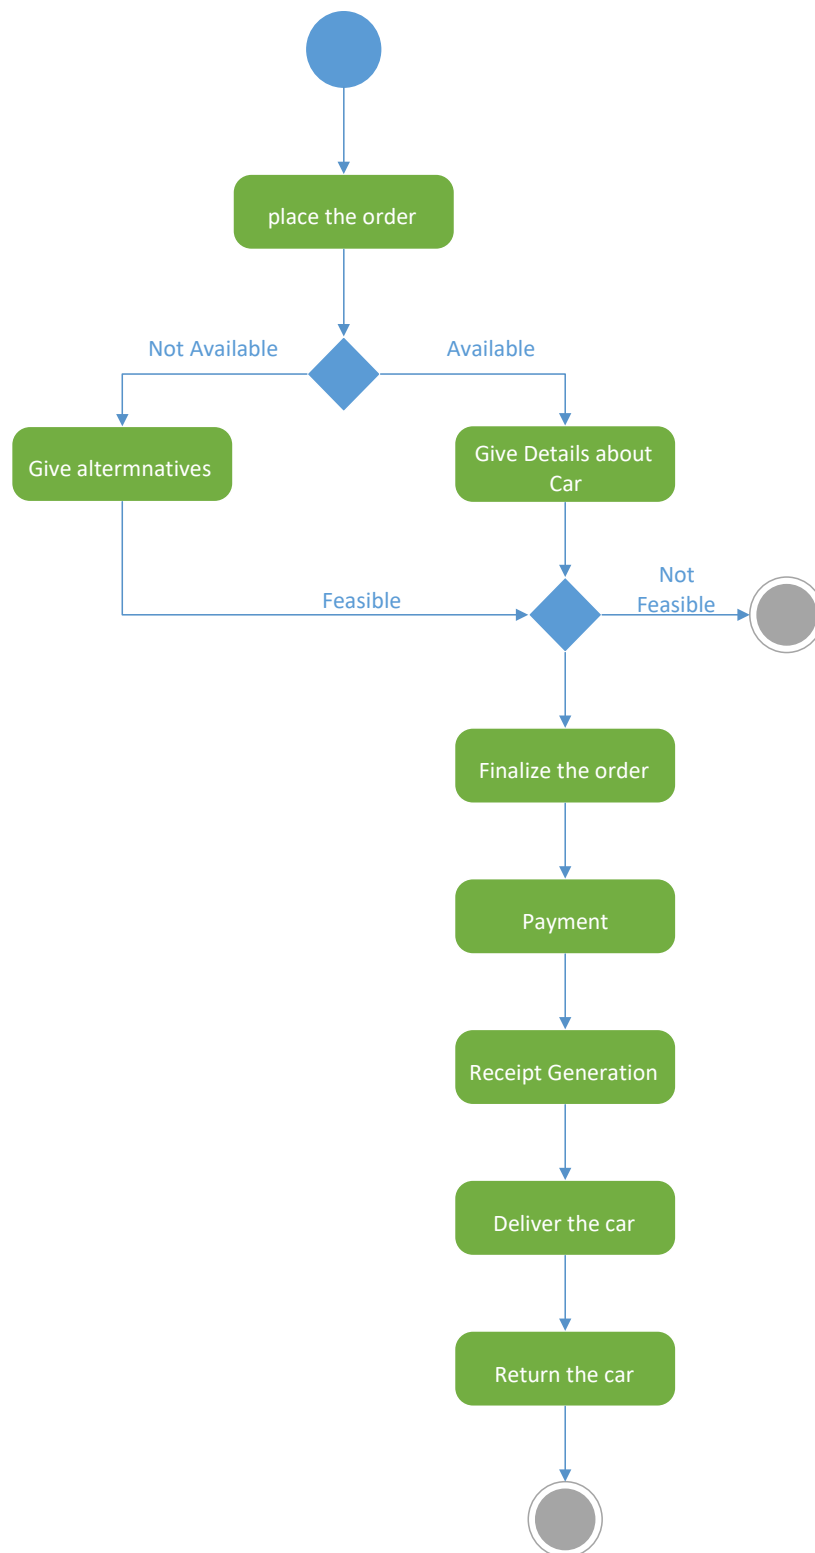 place the order
Not Available
Available
Give altermnatives
Give Details about
Car
Feasible
Not
Feasible
Finalize the order
Payment
Receipt Generation
Deliver the car
Return the car